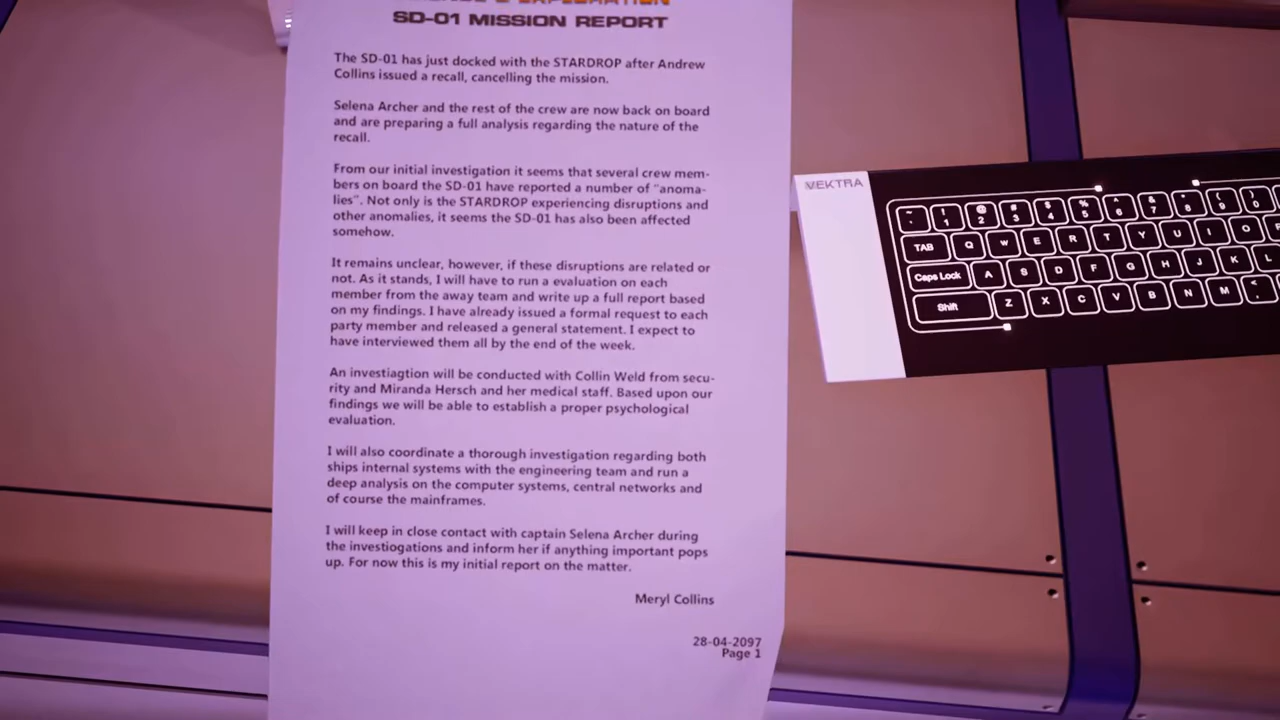 SD-01 MISSION REPORT
The SD-01 has just docked with the STARDROP after Andrew
Collins issued a recall, cancelling the mission.
Selena Archer and the rest of the crew are now back on board
and are preparing a full analysis regarding the nature of the
recall.
From our initial investigation it seems that several crew mem-
bers on board the SD-01 have reported a number of "anoma-
lies". Not only is the STARDROP experiencing disruptions and
other anomalies, it seems the SD-01 has also been affected
somehow.
It remains unclear, however, if these disruptions are related or
not. As it stands, I will have to run a evaluation on each
member from the away team and write up a full report based
on my findings. I have already issued a formal request to each
party member and released a general statement. I expect to
have interviewed them all by the end of the week.
An investiagtion will be conducted with Collin Weld from secu-
rity and Miranda Hersch and her medical staff. Based upon our
findings we will be able to establish a proper psychological
evaluation.
I will also coordinate a thorough investigation regarding both
ships internal systems with the engineering team and run a
deep analysis on the computer systems, central networks and
of course the mainframes.
I will keep in close contact with captain Selena Archer during
the investiogations and inform her if anything important pops
up. For now this is my initial report on the matter.
Meryl Collins
28-04-2097
Page 1
MEKTRA
~ ! @ # $ % ^ & * ( )
1 2 3 4 5 6 7 8 9 0
TAB Q W E R T Y U I O P
Caps Lock A S D F G H J K L
Shift Z X C V B N M < ,